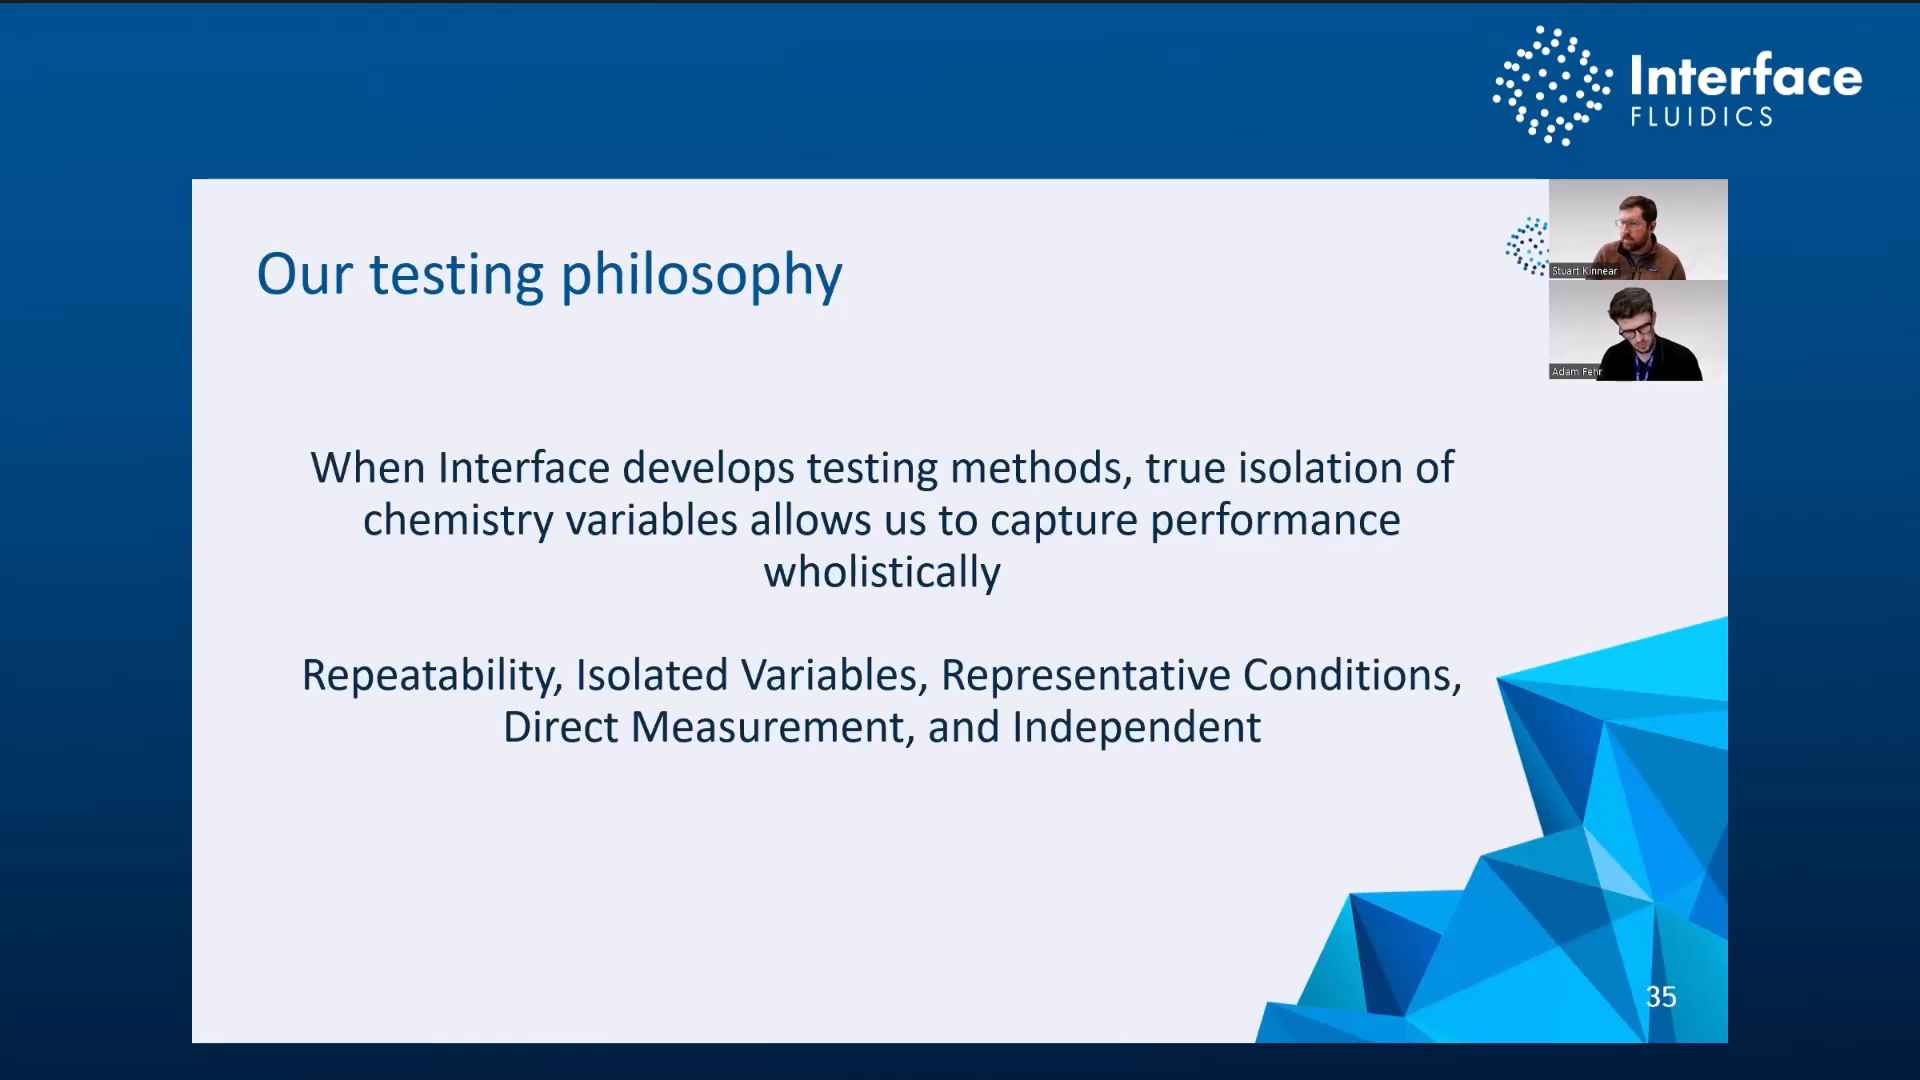 Interface
FLUIDICS
Our testing philosophy
Stuart Kinnear
Adam Fehr
When Interface develops testing methods, true isolation of
chemistry variables allows us to capture performance
wholistically
Repeatability, Isolated Variables, Representative Conditions,
Direct Measurement, and Independent
35